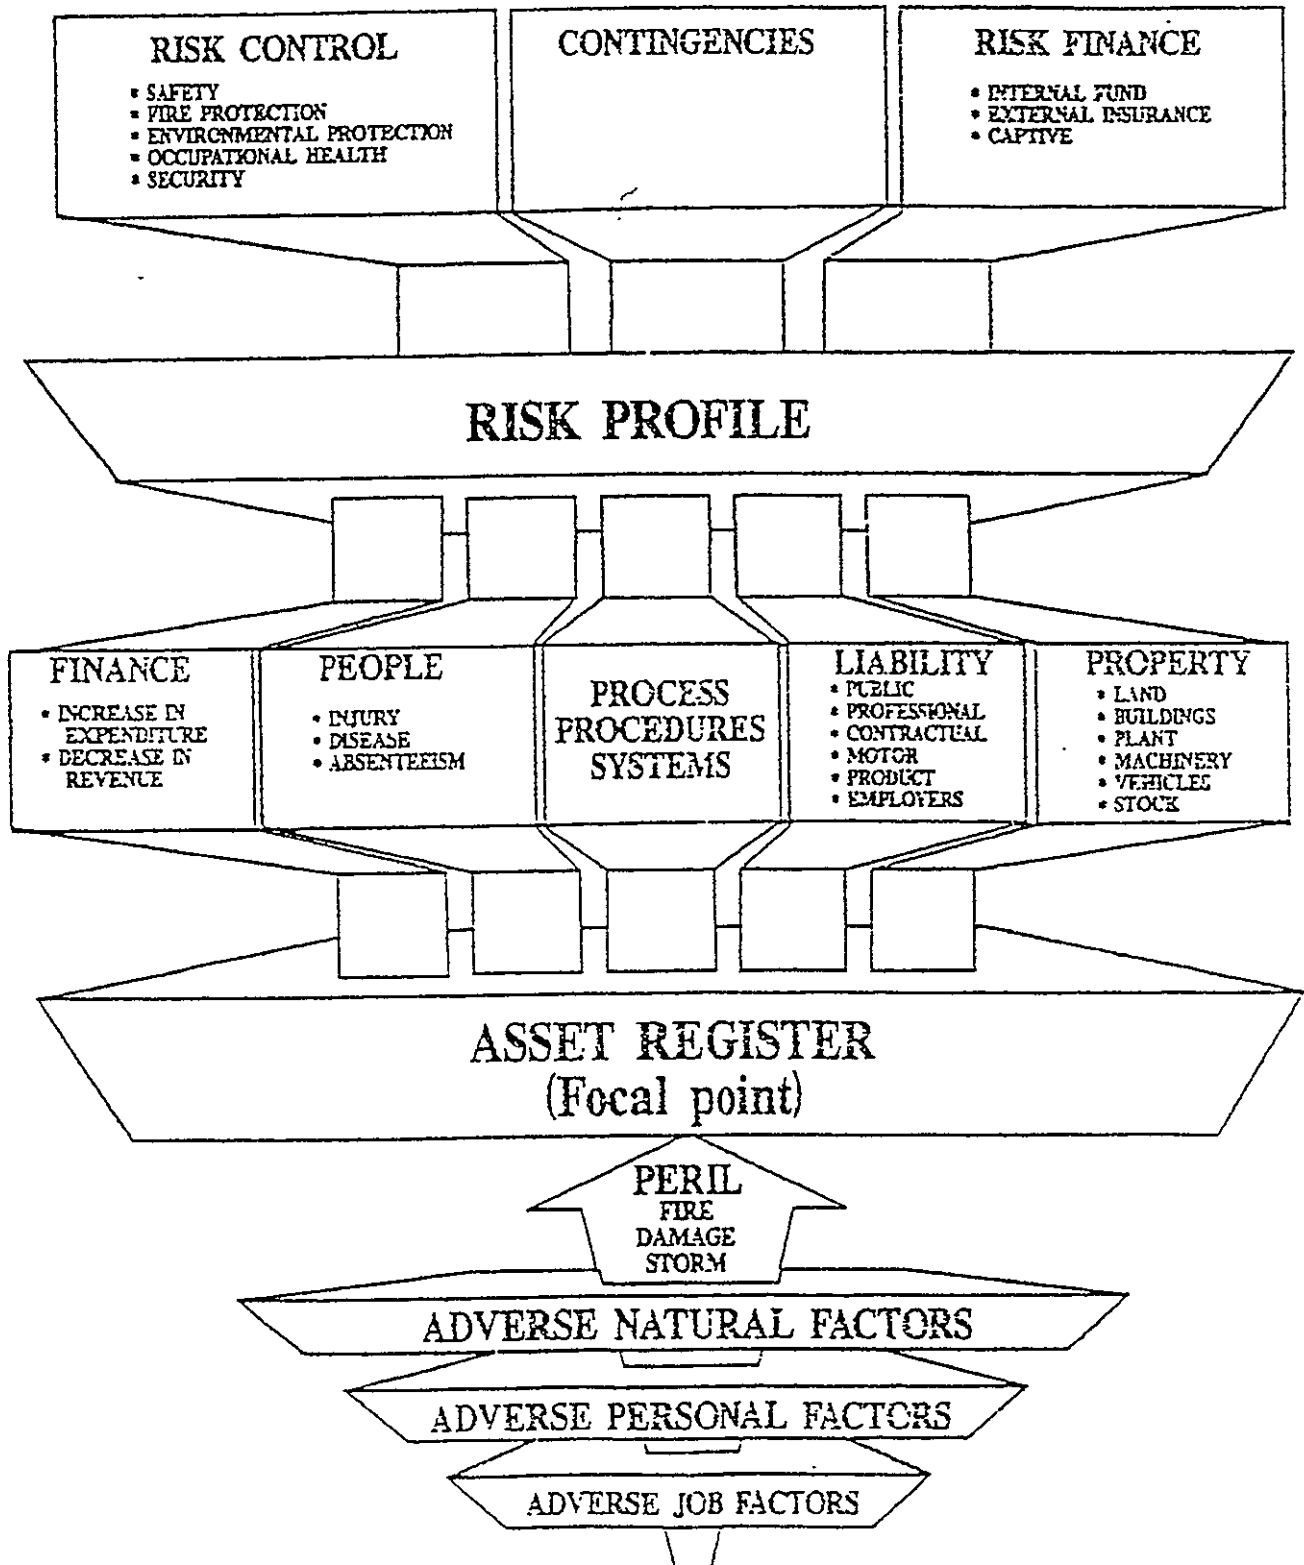 RISK CONTROL
* SAFETY
* FIRE PROTECTION
* ENVIRONMENTAL PROTECTION
* OCCUPATIONAL HEALTH
* SECURITY
CONTINGENCIES
RISK FINANCE
* INTERNAL FUND
* EXTERNAL INSURANCE
* CAPTIVE
RISK PROFILE
FINANCE
* INCREASE IN
EXPENDITURE
* DECREASE IN
REVENUE
PEOPLE
* INJURY
* DISEASE
* ABSENTEEISM
PROCESS
PROCEDURES
SYSTEMS
LIABILITY
* PUBLIC
* PROFESSIONAL
* CONTRACTUAL
* MOTOR
* PRODUCT
* EMPLOYERS
PROPERTY
* LAND
* BUILDINGS
* PLANT
* MACHINERY
* VEHICLES
* STOCK
ASSET REGISTER
(Focal point)
PERIL
FIRE
DAMAGE
STORM
ADVERSE NATURAL FACTORS
ADVERSE PERSONAL FACTORS
ADVERSE JOB FACTORS